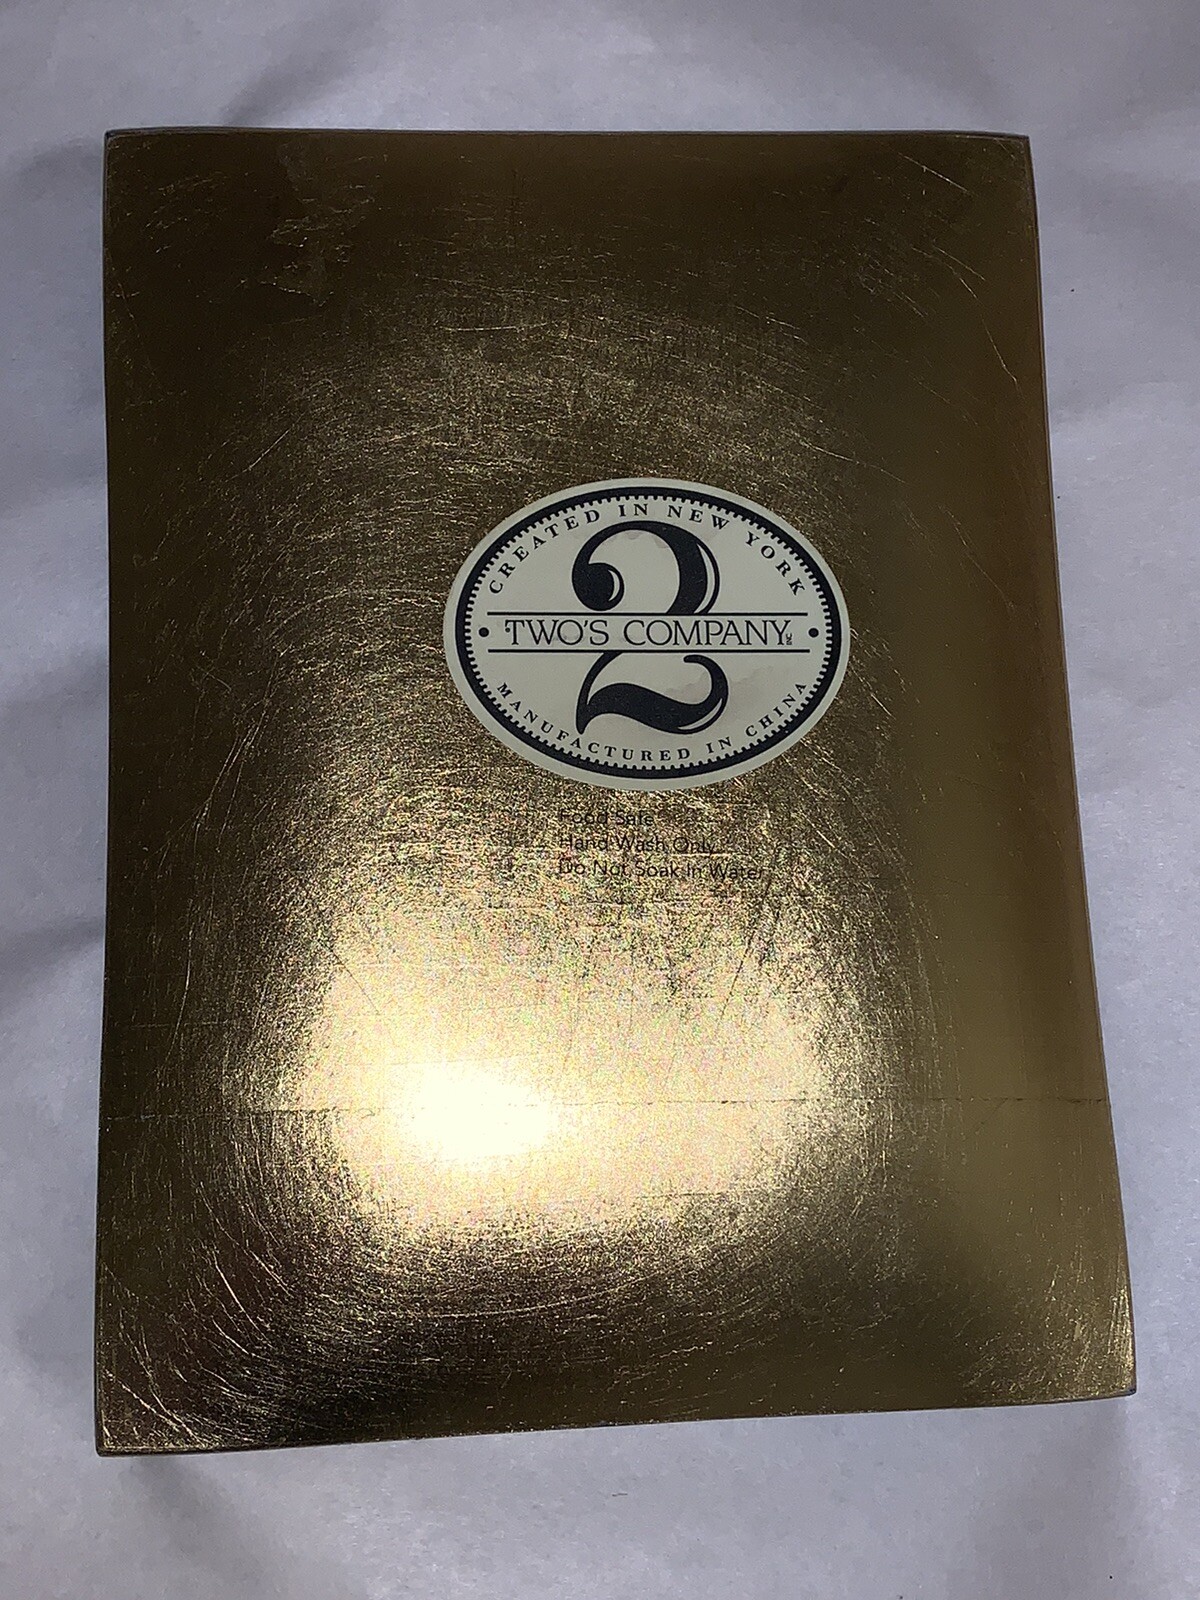 CREATED IN NEW YORK
2
TWO'S COMPANY INC
MANUFACTURED IN CHINA
Food Safe
Hand Wash Only
Do Not Soak In Water